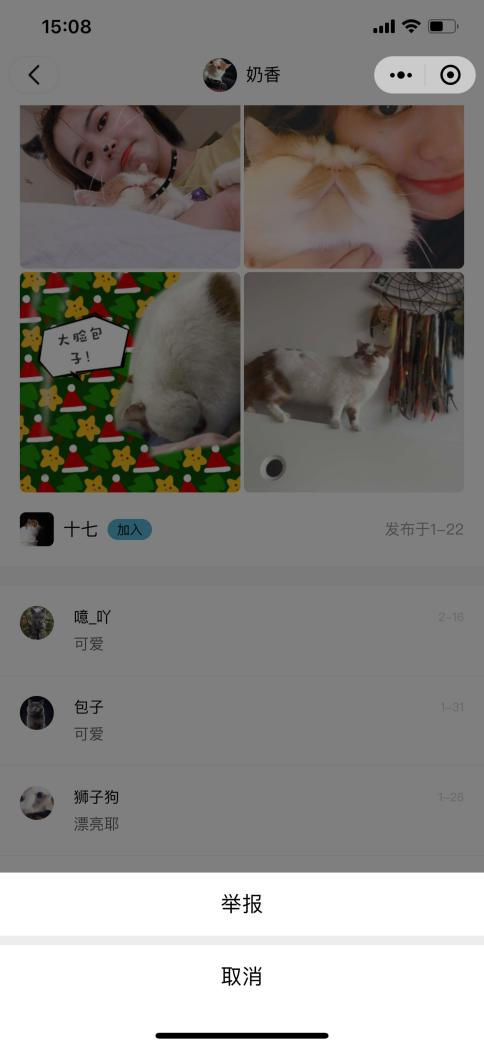 15:08
奶香
大脸包
子！
十七 加入 发布于1-22
噫_吖 2-16
可爱
包子 1-31
可爱
狮子狗 1-26
漂亮耶
举报
取消